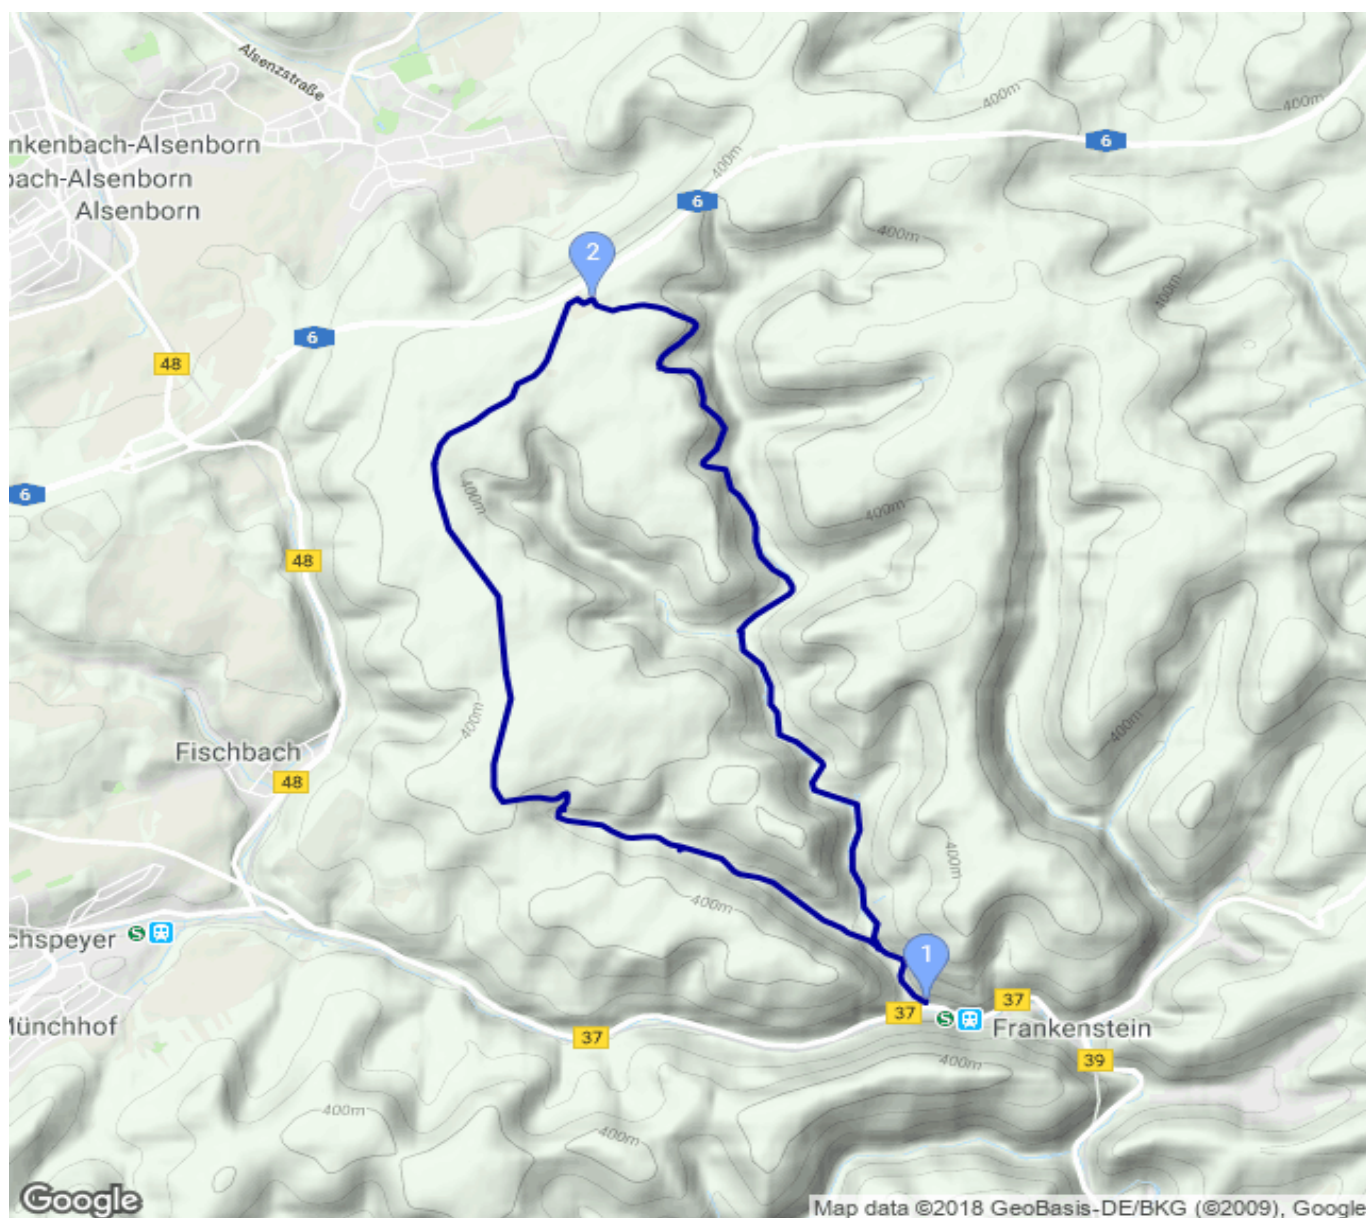 Alsenzstraße
400m
400m
6
nkenbach-Alsenborn
400m
bach-Alsenborn
6
Alsenborn
400m
2
400m
6
48
400m
6
400m
48
400m
400m
Fischbach
48
400m
400m
chspeyer
S
1
37
37
S
Münchhof
37
Frankenstein
39
400m
400m
400m
Google
Map data ©2018 GeoBasis-DE/BKG (©2009), Google